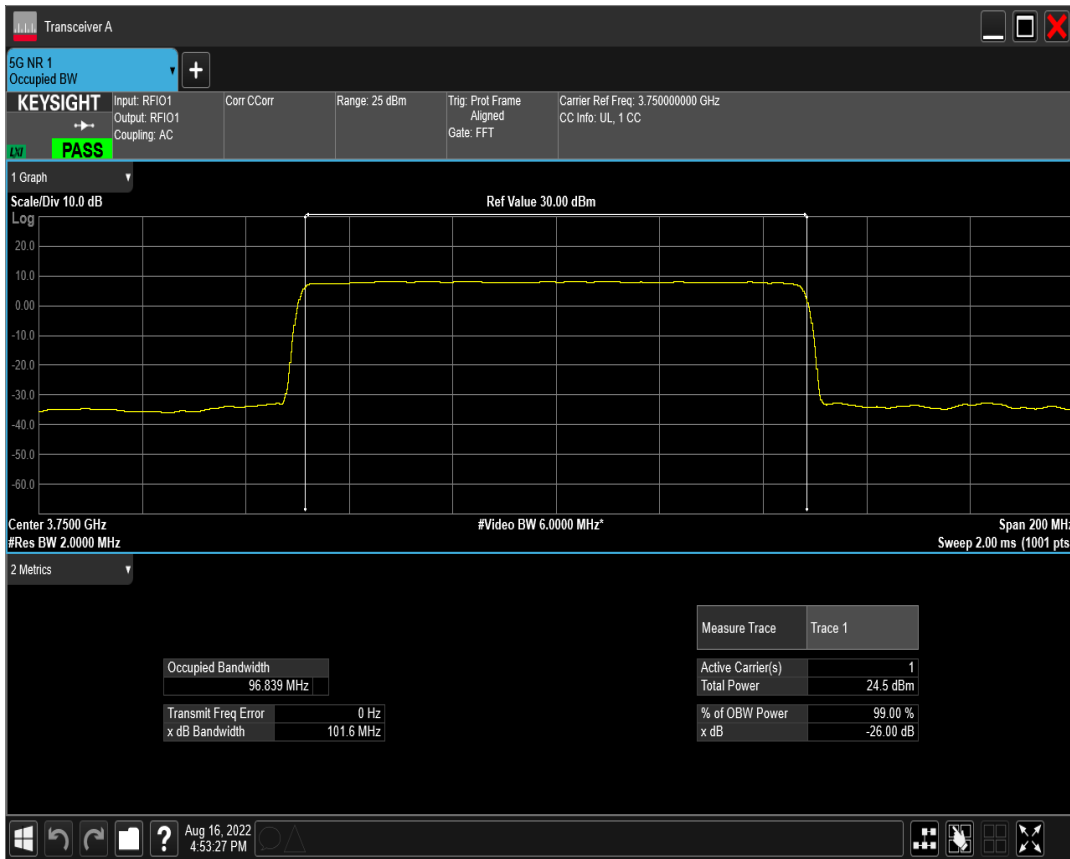 Transceiver A
5G NR 1
Occupied BW
KEYSIGHT
Input: RFIO1
Output: RFIO1
Coupling: AC
Corr CCorr
Range: 25 dBm
Trig: Prot Frame
Aligned
Gate: FFT
Carrier Ref Freq: 3.750000000 GHz
CC Info: UL, 1 CC
LXI
PASS
1 Graph
Scale/Div 10.0 dB
Ref Value 30.00 dBm
Log
20.0
10.0
0.00
-10.0
-20.0
-30.0
-40.0
-50.0
-60.0
Center 3.7500 GHz
#Video BW 6.0000 MHz*
Span 200 MHz
#Res BW 2.0000 MHz
Sweep 2.00 ms (1001 pts
2 Metrics
Measure Trace Trace 1
Occupied Bandwidth
96.839 MHz
Active Carrier(s) 1
Total Power 24.5 dBm
Transmit Freq Error 0 Hz
x dB Bandwidth 101.6 MHz
% of OBW Power 99.00 %
x dB -26.00 dB
?
Aug 16, 2022
4:53:27 PM